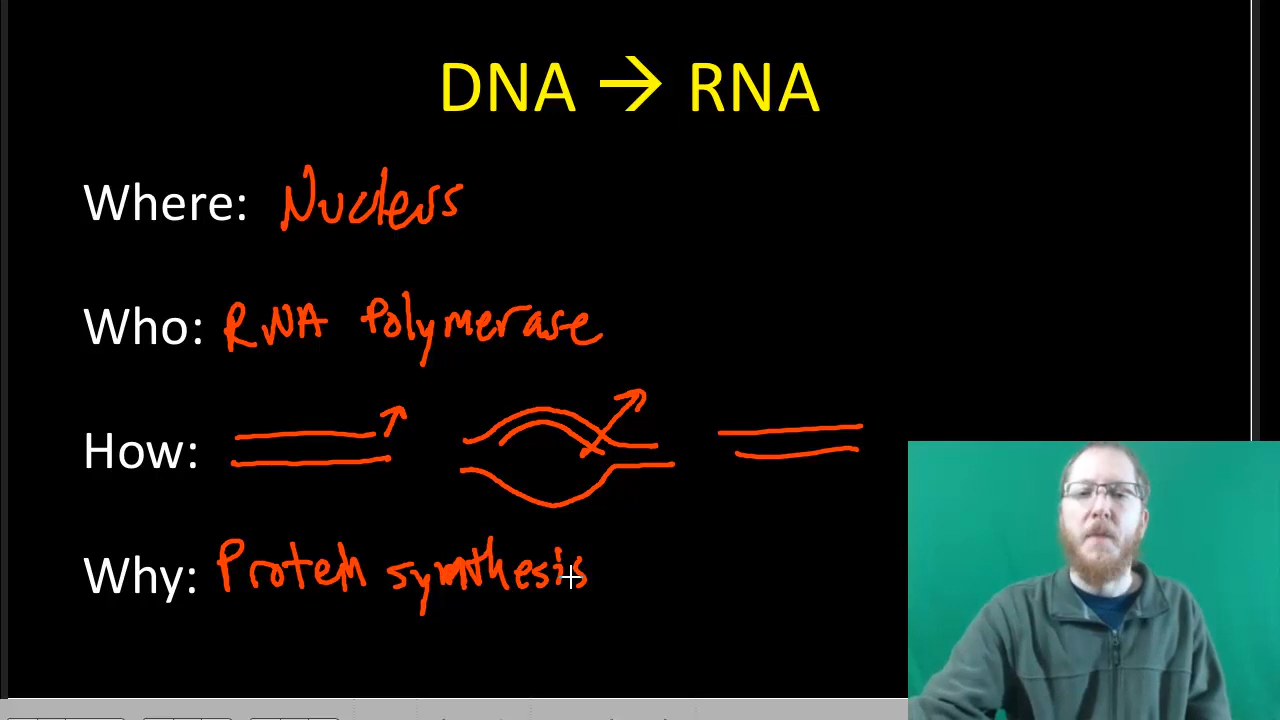 DNA → RNA
Where: Nucleus
Who: RNA Polymerase
How:
Why: Protein synthesis